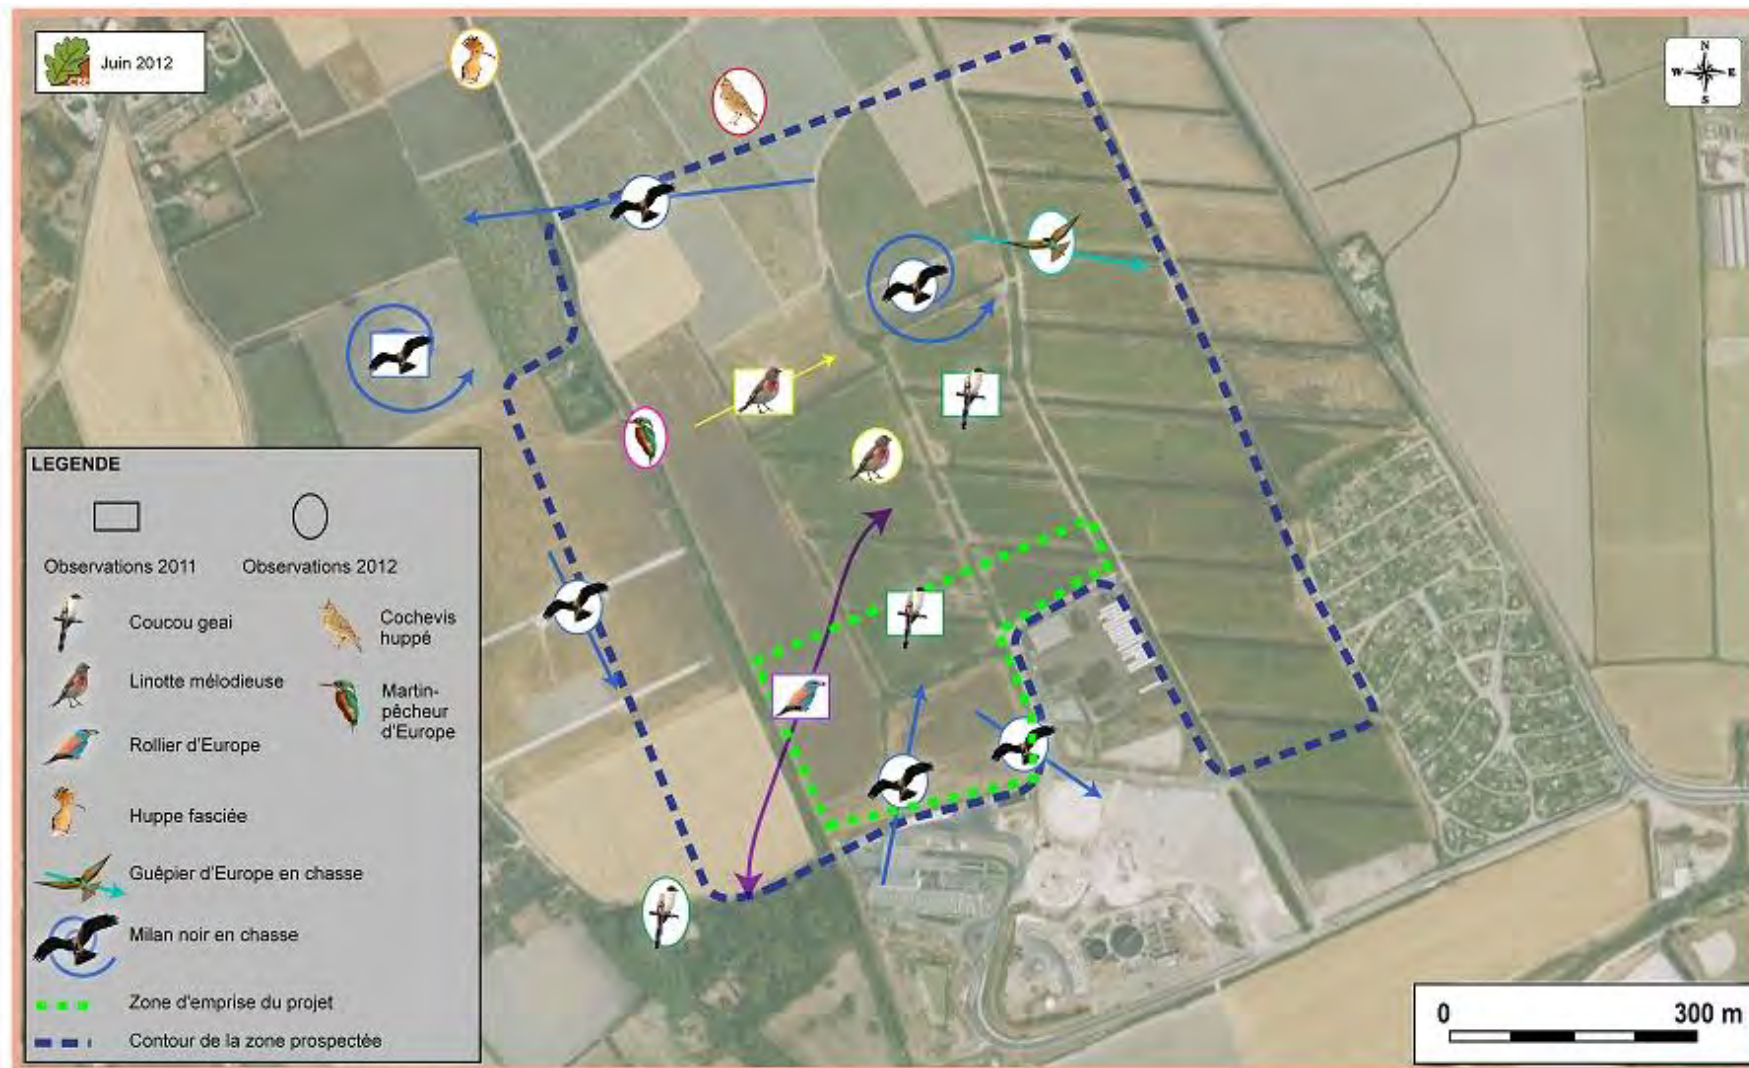 Juin 2012
N
W E
S
LEGENDE
Observations 2011
Observations 2012
Coucou geai
Cochevis
huppé
Linotte mélodieuse
Martin-
pêcheur
d'Europe
Rollier d'Europe
Huppe fasciée
Guêpier d'Europe en chasse
Milan noir en chasse
Zone d'emprise du projet
Contour de la zone prospectée
0 300 m